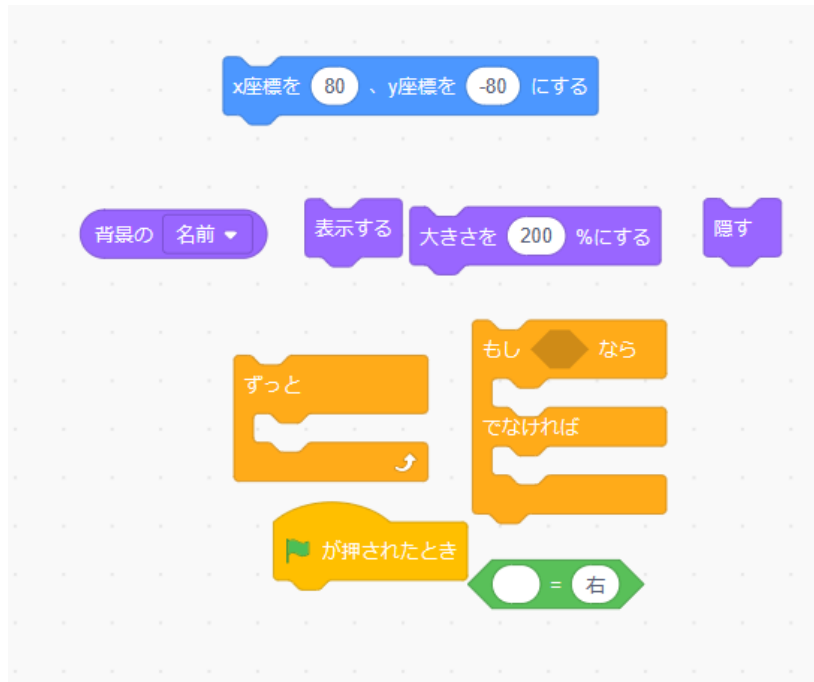 x座標を 80 、y座標を -80 にする
背景の 名前
表示する
大きさを 200 %にする
隠す
もし なら
でなければ
ずっと
が押されたとき
= 右